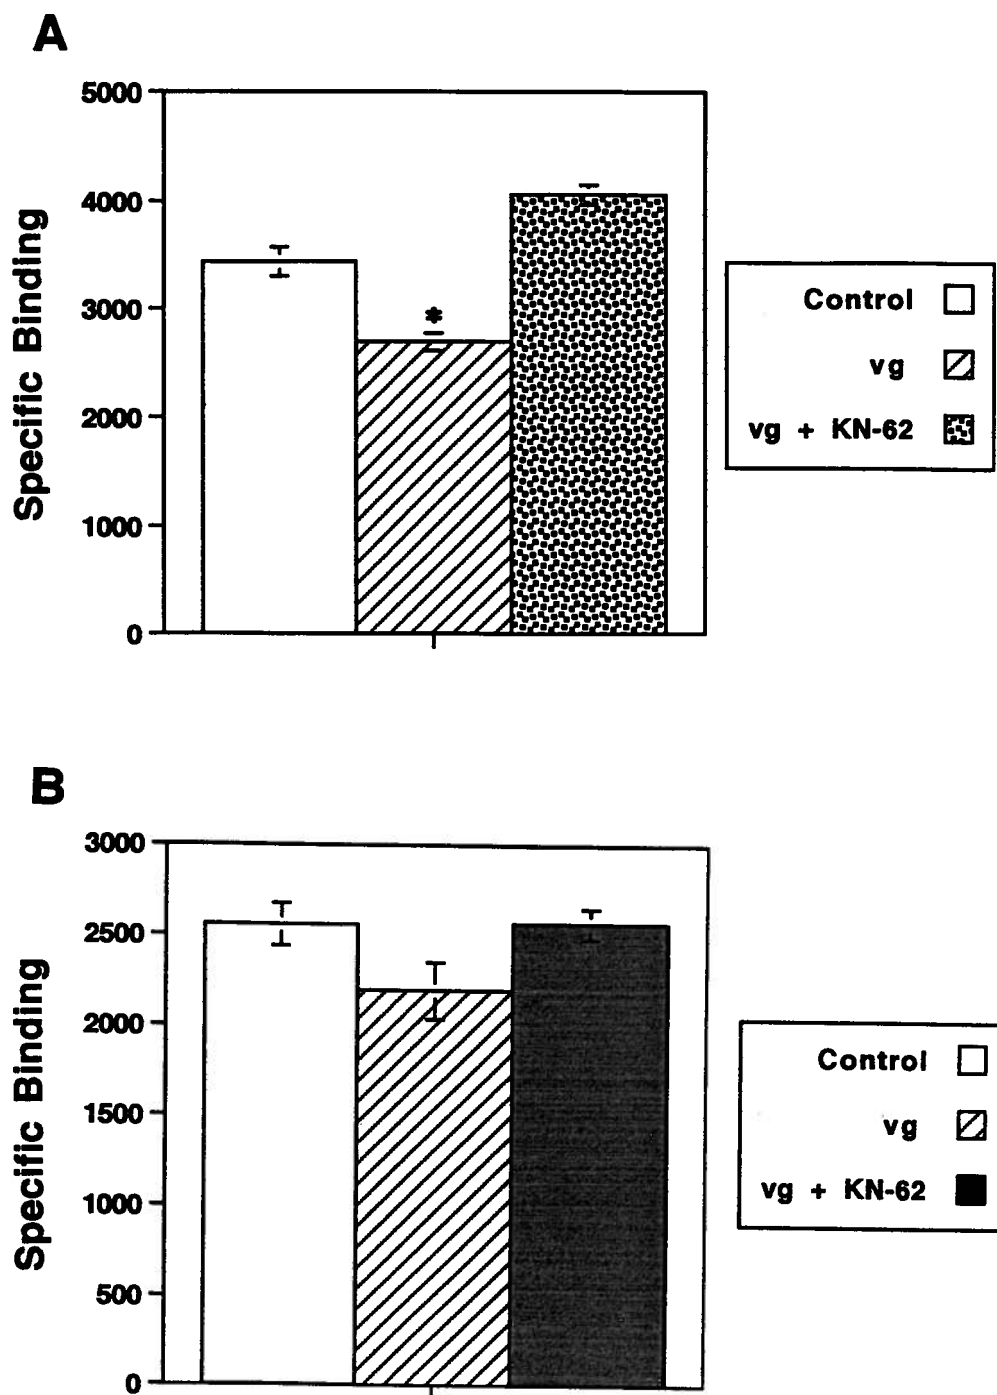 A
5000
4000
3000
2000
1000
0
Specific Binding
*
Control
vg
vg + KN-62
B
3000
2500
2000
1500
1000
500
0
Specific Binding
Control
vg
vg + KN-62